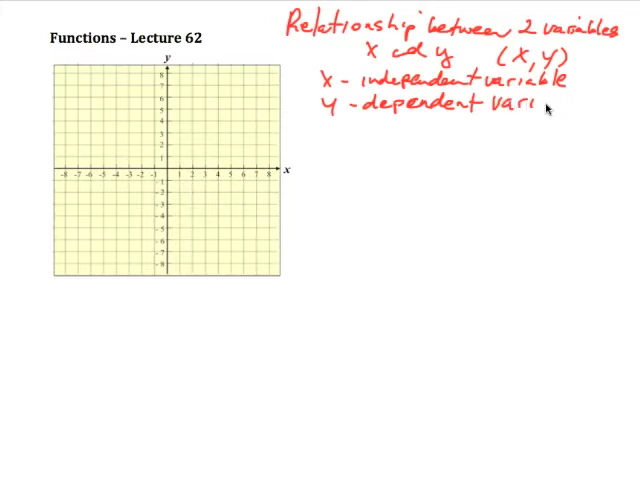 Relationship between 2 variables
Functions – Lecture 62
x and y (x, y)
x - independent variable
y - dependent vari
y
8
7
6
5
4
3
2
1
-8 -7 -6 -5 -4 -3 -2 -1 1 2 3 4 5 6 7 8 x
-1
-2
-3
-4
-5
-6
-7
-8